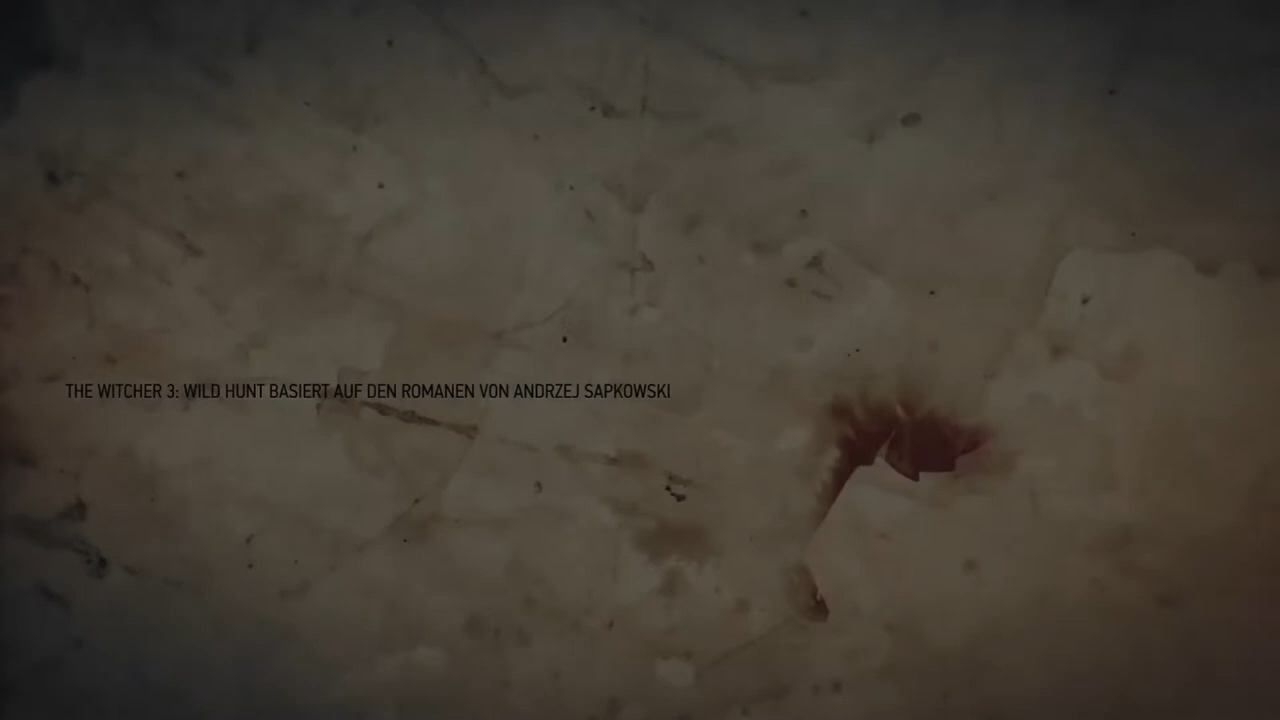 THE WITCHER 3: WILD HUNT BASIERT AUF DEN ROMANEN VON ANDRZEJ SAPKOWSKI